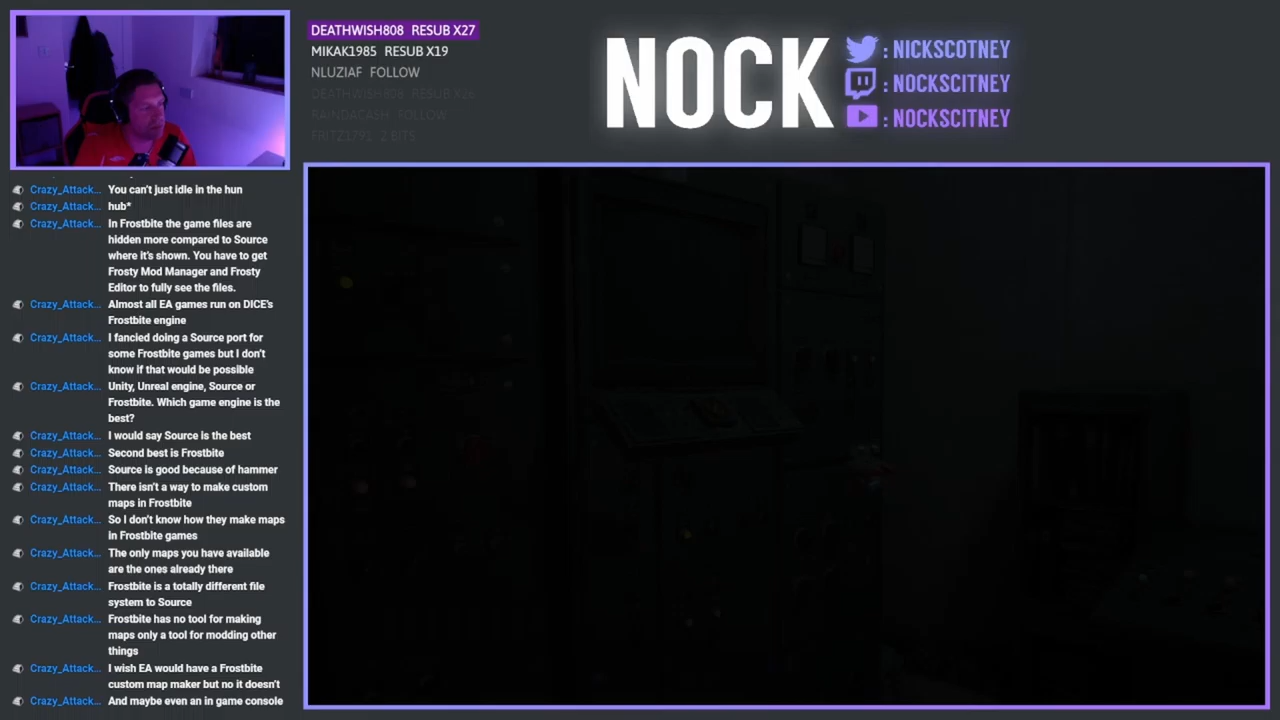 DEATHWISH808 RESUB X27
MIKAK1985 RESUB X19
NLUZIAF FOLLOW
DEATHWISH808 RESUB X26
RAINDACASH FOLLOW
FRITZ1791 2 BITS
NOCK
: NICKSCOTNEY
: NOCKSCITNEY
: NOCKSCITNEY
Crazy_Attack... You can't just idle in the hun
Crazy_Attack... hub*
Crazy_Attack... In Frostbite the game files are
hidden more compared to Source
where it's shown. You have to get
Frosty Mod Manager and Frosty
Editor to fully see the files.
Crazy_Attack... Almost all EA games run on DICE's
Frostbite engine
Crazy_Attack... I fancied doing a Source port for
some Frostbite games but I don't
know if that would be possible
Crazy_Attack... Unity, Unreal engine, Source or
Frostbite. Which game engine is the
best?
Crazy_Attack... I would say Source is the best
Crazy_Attack... Second best is Frostbite
Crazy_Attack... Source is good because of hammer
Crazy_Attack... There isn't a way to make custom
maps in Frostbite
Crazy_Attack... So I don't know how they make maps
in Frostbite games
Crazy_Attack... The only maps you have available
are the ones already there
Crazy_Attack... Frostbite is a totally different file
system to Source
Crazy_Attack... Frostbite has no tool for making
maps only a tool for modding other
things
Crazy_Attack... I wish EA would have a Frostbite
custom map maker but no it doesn't
Crazy_Attack... And maybe even an in game console